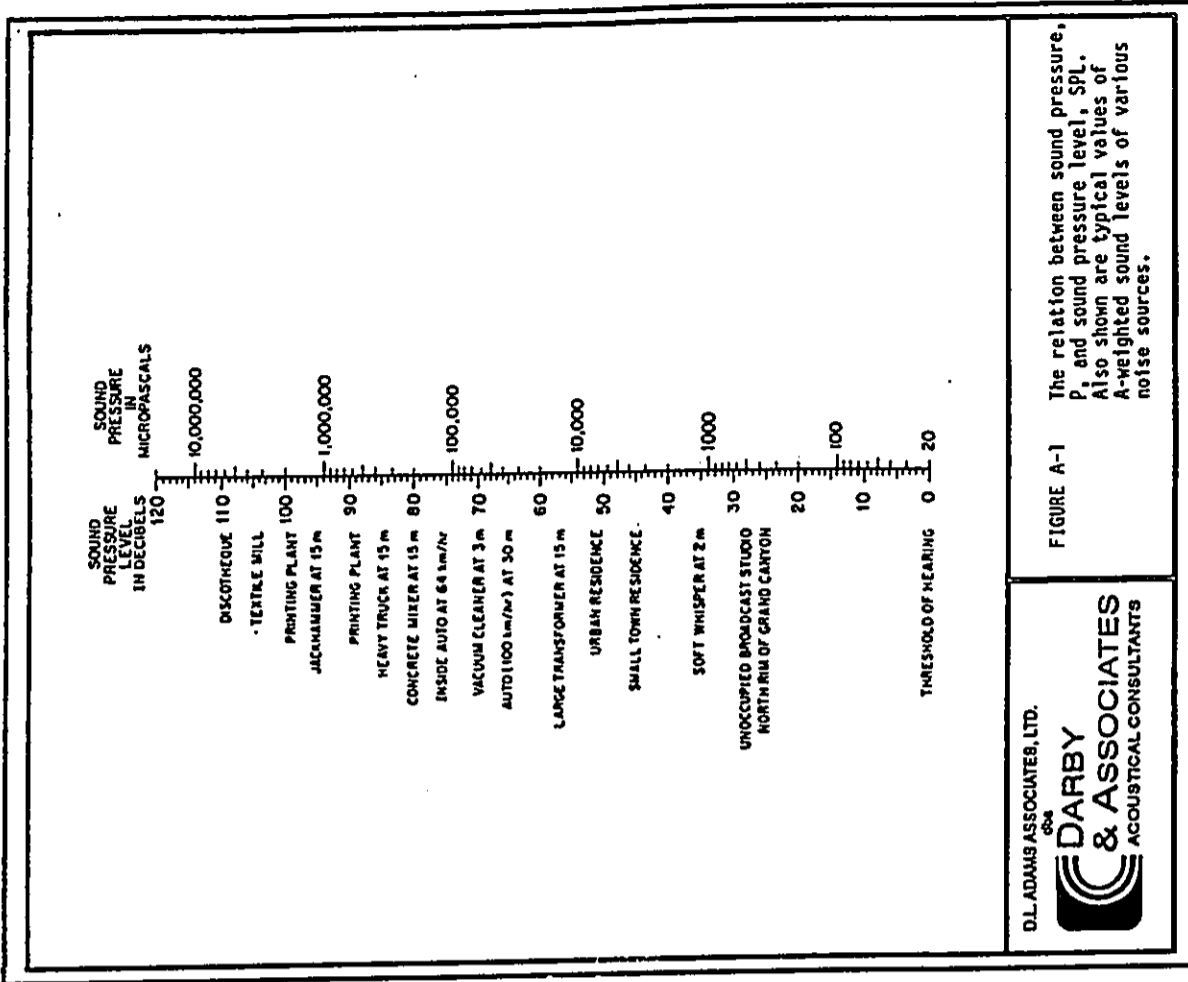 SOUND
PRESSURE
LEVEL
IN DECIBELS
SOUND
PRESSURE
IN
MICROPASCALS
120
10,000,000
DISCOTHEQUE 110
TEXTILE MILL
PRINTING PLANT 100
JACKHAMMER AT 15 m
1,000,000
PRINTING PLANT 90
HEAVY TRUCK AT 15 m
CONCRETE MIXER AT 15 m 80
INSIDE AUTO AT 64 km/hr
100,000
VACUUM CLEANER AT 3 m 70
AUTO (100 km/hr) AT 30 m
60
LARGE TRANSFORMER AT 15 m
10,000
URBAN RESIDENCE 50
SMALL TOWN RESIDENCE
40
SOFT WHISPER AT 2 m
1000
30
UNOCCUPIED BROADCAST STUDIO
NORTH RIM OF GRAND CANYON
20
100
10
THRESHOLD OF HEARING 0 20
D.L. ADAMS ASSOCIATES, LTD.
dba
DARBY
& ASSOCIATES
ACOUSTICAL CONSULTANTS
FIGURE A-1
The relation between sound pressure,
P, and sound pressure level, SPL.
Also shown are typical values of
A-weighted sound levels of various
noise sources.